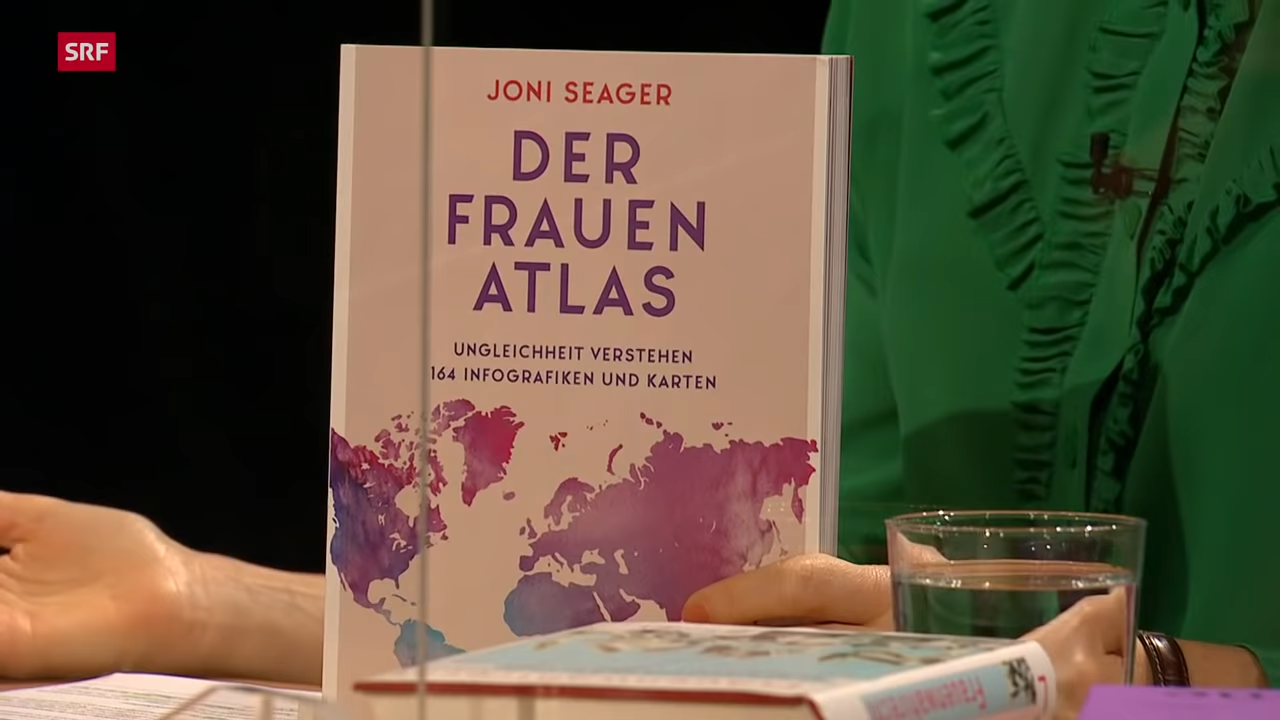 SRF
JONI SEAGER
DER
FRAUEN
ATLAS
UNGLEICHHEIT VERSTEHEN
164 INFOGRAFIKEN UND KARTEN